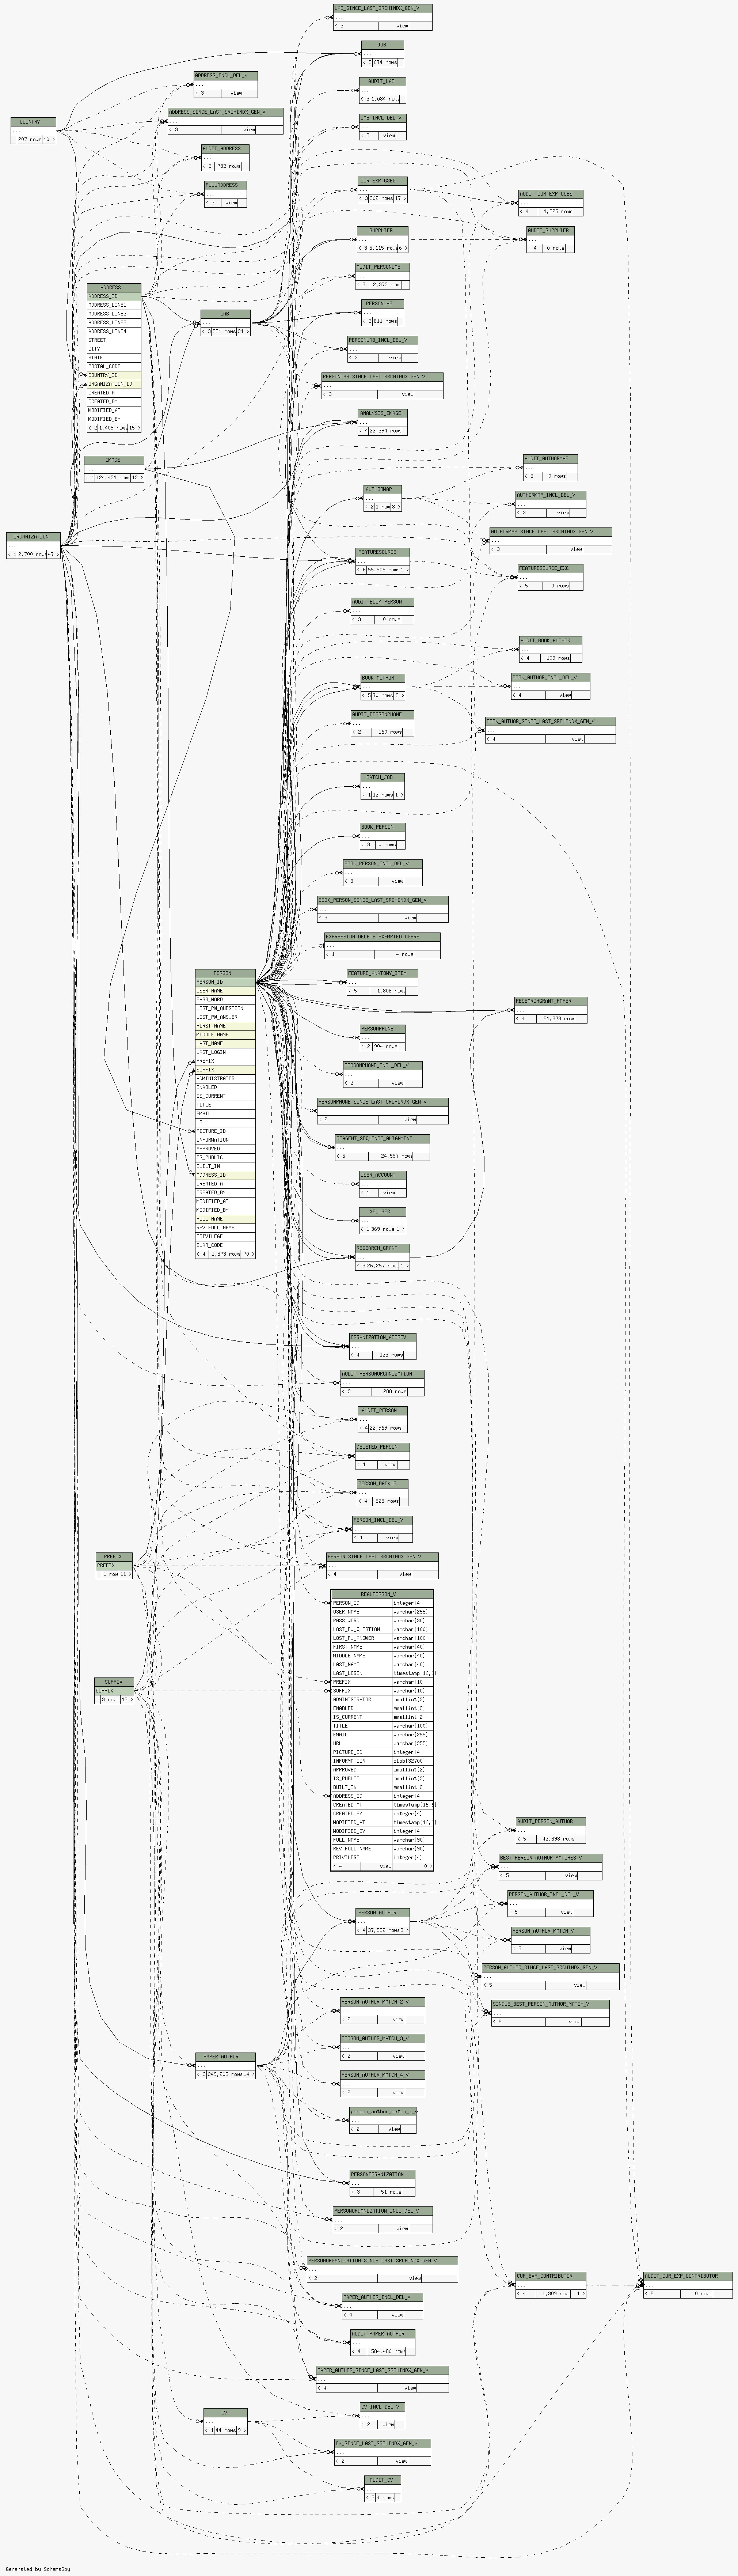 LAB_SINCE_LAST_SRCHINDX_GEN_V
...
< 3 view
JOB
...
< 5 674 rows
ADDRESS_INCL_DEL_V
...
< 3 view
AUDIT_LAB
...
< 3 1,084 rows
ADDRESS_SINCE_LAST_SRCHINDX_GEN_V
...
< 3 view
COUNTRY
...
207 rows 10 >
LAB_INCL_DEL_V
...
< 3 view
AUDIT_ADDRESS
...
< 3 782 rows
FULLADDRESS
...
< 3 view
CUR_EXP_GSES
...
< 3 302 rows 17 >
AUDIT_CUR_EXP_GSES
...
< 4 1,825 rows
SUPPLIER
...
< 3 5,115 rows 6 >
AUDIT_SUPPLIER
...
< 4 0 rows
AUDIT_PERSONLAB
...
< 3 2,373 rows
ADDRESS
ADDRESS_ID
ADDRESS_LINE1
ADDRESS_LINE2
ADDRESS_LINE3
ADDRESS_LINE4
STREET
CITY
STATE
POSTAL_CODE
COUNTRY_ID
ORGANIZATION_ID
CREATED_AT
CREATED_BY
MODIFIED_AT
MODIFIED_BY
< 2 1,409 rows 15 >
LAB
...
< 3 581 rows 21 >
PERSONLAB
...
< 3 811 rows
PERSONLAB_INCL_DEL_V
...
< 3 view
PERSONLAB_SINCE_LAST_SRCHINDX_GEN_V
...
< 3 view
ANALYSIS_IMAGE
...
< 4 22,394 rows
IMAGE
...
< 1 124,431 rows 12 >
AUDIT_AUTHORMAP
...
< 3 0 rows
AUTHORMAP
...
< 2 1 row 3 >
AUTHORMAP_INCL_DEL_V
...
< 3 view
ORGANIZATION
...
< 1 2,700 rows 47 >
AUTHORMAP_SINCE_LAST_SRCHINDX_GEN_V
...
< 3 view
FEATURESOURCE
...
< 6 55,906 rows 1 >
FEATURESOURCE_EXC
...
< 5 0 rows
AUDIT_BOOK_PERSON
...
< 3 0 rows
AUDIT_BOOK_AUTHOR
...
< 4 109 rows
BOOK_AUTHOR
...
< 5 70 rows 3 >
BOOK_AUTHOR_INCL_DEL_V
...
< 4 view
AUDIT_PERSONPHONE
...
< 2 160 rows
BOOK_AUTHOR_SINCE_LAST_SRCHINDX_GEN_V
...
< 4 view
BATCH_JOB
...
< 1 12 rows 1 >
BOOK_PERSON
...
< 3 0 rows
BOOK_PERSON_INCL_DEL_V
...
< 3 view
BOOK_PERSON_SINCE_LAST_SRCHINDX_GEN_V
...
< 3 view
EXPRESSION_DELETE_EXEMPTED_USERS
...
< 1 4 rows
PERSON
PERSON_ID
USER_NAME
PASS_WORD
LOST_PW_QUESTION
LOST_PW_ANSWER
FIRST_NAME
MIDDLE_NAME
LAST_NAME
LAST_LOGIN
PREFIX
SUFFIX
ADMINISTRATOR
ENABLED
IS_CURRENT
TITLE
EMAIL
URL
PICTURE_ID
INFORMATION
APPROVED
IS_PUBLIC
BUILT_IN
ADDRESS_ID
CREATED_AT
CREATED_BY
MODIFIED_AT
MODIFIED_BY
FULL_NAME
REV_FULL_NAME
PRIVILEGE
ILAR_CODE
< 4 1,873 rows 70 >
FEATURE_ANATOMY_ITEM
...
< 5 1,808 rows
RESEARCHGRANT_PAPER
...
< 4 51,873 rows
PERSONPHONE
...
< 2 904 rows
PERSONPHONE_INCL_DEL_V
...
< 2 view
PERSONPHONE_SINCE_LAST_SRCHINDX_GEN_V
...
< 2 view
REAGENT_SEQUENCE_ALIGNMENT
...
< 5 24,597 rows
USER_ACCOUNT
...
< 1 view
VB_USER
...
< 1 369 rows 1 >
RESEARCH_GRANT
...
< 3 26,257 rows 1 >
ORGANIZATION_ABBREV
...
< 4 123 rows
AUDIT_PERSONORGANIZATION
...
< 2 288 rows
AUDIT_PERSON
...
< 4 22,969 rows
DELETED_PERSON
...
< 4 view
PERSON_BACKUP
...
< 4 828 rows
PERSON_INCL_DEL_V
...
< 4 view
PREFIX
PREFIX
1 row 11 >
PERSON_SINCE_LAST_SRCHINDX_GEN_V
...
< 4 view
REALPERSON_V
PERSON_ID integer[4]
USER_NAME varchar[255]
PASS_WORD varchar[30]
LOST_PW_QUESTION varchar[100]
LOST_PW_ANSWER varchar[100]
FIRST_NAME varchar[40]
MIDDLE_NAME varchar[40]
LAST_NAME varchar[40]
LAST_LOGIN timestamp[16,6]
PREFIX varchar[10]
SUFFIX varchar[10]
ADMINISTRATOR smallint[2]
ENABLED smallint[2]
IS_CURRENT smallint[2]
TITLE varchar[100]
EMAIL varchar[255]
URL varchar[255]
PICTURE_ID integer[4]
INFORMATION clob[32700]
APPROVED smallint[2]
IS_PUBLIC smallint[2]
BUILT_IN smallint[2]
ADDRESS_ID integer[4]
CREATED_AT timestamp[16,6]
CREATED_BY integer[4]
MODIFIED_AT timestamp[16,6]
MODIFIED_BY integer[4]
FULL_NAME varchar[90]
REV_FULL_NAME varchar[90]
PRIVILEGE integer[4]
< 4 view 0 >
SUFFIX
SUFFIX
3 rows 13 >
AUDIT_PERSON_AUTHOR
...
< 5 42,398 rows
BEST_PERSON_AUTHOR_MATCHES_V
...
< 5 view
PERSON_AUTHOR_INCL_DEL_V
...
< 5 view
PERSON_AUTHOR
...
< 4 37,532 rows 8 >
PERSON_AUTHOR_MATCH_V
...
< 5 view
PERSON_AUTHOR_SINCE_LAST_SRCHINDX_GEN_V
...
< 5 view
PERSON_AUTHOR_MATCH_2_V
...
< 2 view
SINGLE_BEST_PERSON_AUTHOR_MATCH_V
...
< 5 view
PERSON_AUTHOR_MATCH_3_V
...
< 2 view
PAPER_AUTHOR
...
< 3 249,205 rows 14 >
PERSON_AUTHOR_MATCH_4_V
...
< 2 view
person_author_match_1_v
...
< 2 view
PERSONORGANIZATION
...
< 3 51 rows
PERSONORGANIZATION_INCL_DEL_V
...
< 2 view
PERSONORGANIZATION_SINCE_LAST_SRCHINDX_GEN_V
...
< 2 view
CUR_EXP_CONTRIBUTOR
...
< 4 1,309 rows 1 >
AUDIT_CUR_EXP_CONTRIBUTOR
...
< 5 0 rows
PAPER_AUTHOR_INCL_DEL_V
...
< 4 view
AUDIT_PAPER_AUTHOR
...
< 4 584,480 rows
PAPER_AUTHOR_SINCE_LAST_SRCHINDX_GEN_V
...
< 4 view
CV
...
< 1 44 rows 9 >
CV_INCL_DEL_V
...
< 2 view
CV_SINCE_LAST_SRCHINDX_GEN_V
...
< 2 view
AUDIT_CV
...
< 2 4 rows
Generated by SchemaSpy